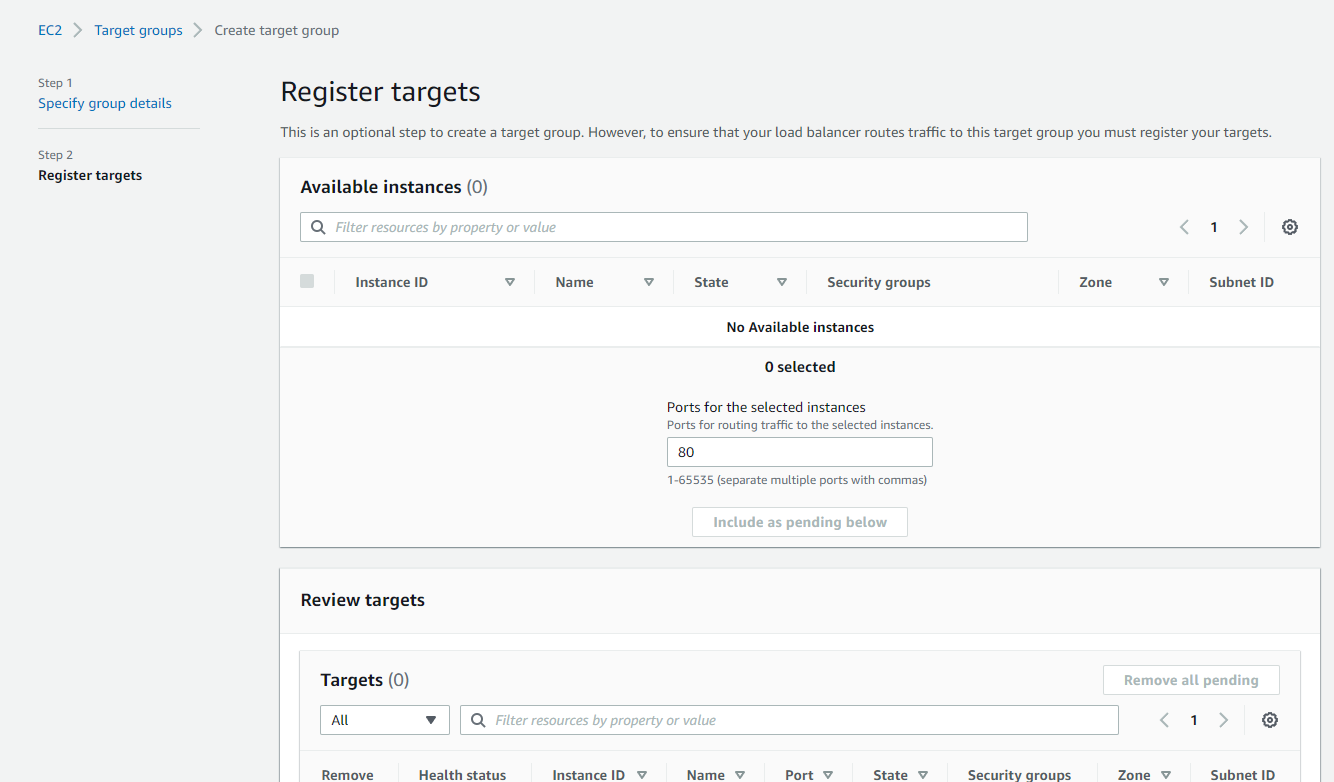 EC2 Target groups Create target group
Step 1
Specify group details
Step 2
Register targets
Register targets
This is an optional step to create a target group. However, to ensure that your load balancer routes traffic to this target group you must register your targets.
Available instances (0)
Filter resources by property or value
1
Instance ID Name State Security groups Zone Subnet ID
No Available instances
0 selected
Ports for the selected instances
Ports for routing traffic to the selected instances.
80
1-65535 (separate multiple ports with commas)
Include as pending below
Review targets
Targets (0) Remove all pending
All Filter resources by property or value 1
Remove Health status Instance ID Name Port State Security groups Zone Subnet ID